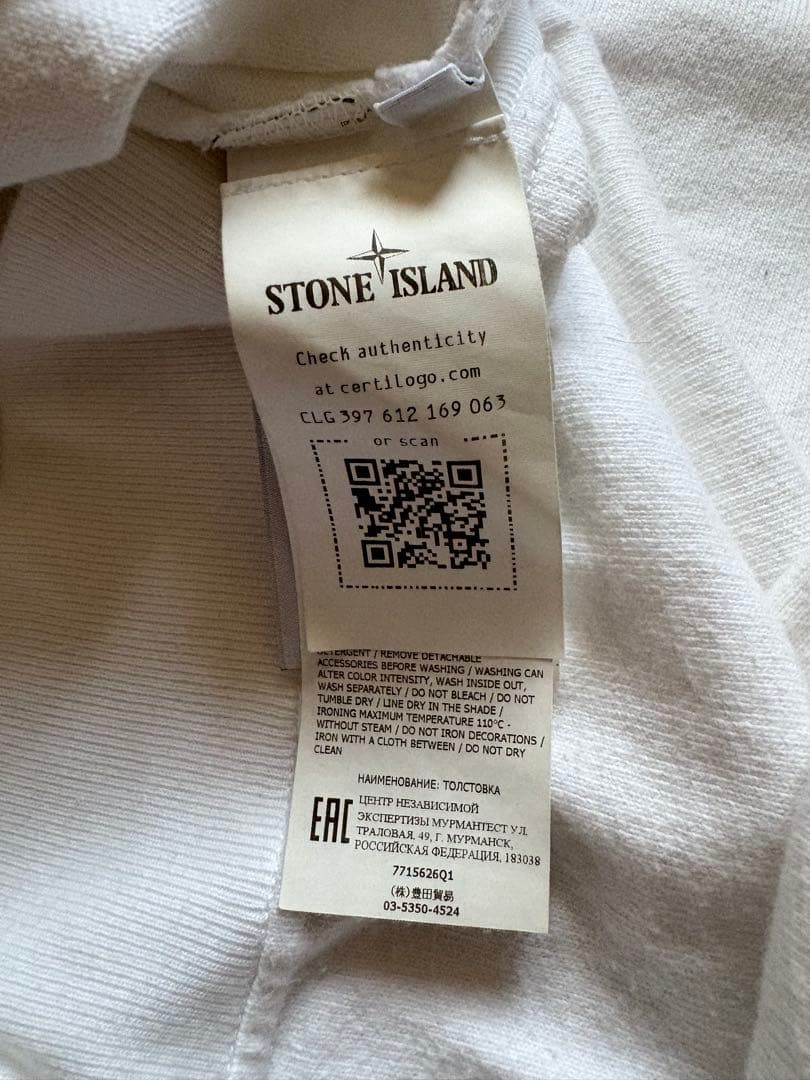 STONE ISLAND
Check authenticity
at certilogo.com
CLG 397 612 169 063
or scan
DETERGENT / REMOVE DETACHABLE
ACCESSORIES BEFORE WASHING / WASHING CAN
ALTER COLOR INTENSITY, WASH INSIDE OUT,
WASH SEPARATELY / DO NOT BLEACH / DO NOT
TUMBLE DRY / LINE DRY IN THE SHADE /
IRONING MAXIMUM TEMPERATURE 110°C -
WITHOUT STEAM / DO NOT IRON DECORATIONS /
IRON WITH A CLOTH BETWEEN / DO NOT DRY
CLEAN
НАИМЕНОВАНИЕ: ТОЛСТОВКА
EAC
ЦЕНТР НЕЗАВИСИМОЙ
ЭКСПЕРТИЗЫ МУРМАНТЕСТ УЛ.
ТРАЛОВАЯ, 49, Г. МУРМАНСК,
РОССИЙСКАЯ ФЕДЕРАЦИЯ, 183038
7715626Q1
(株)豊田貿易
03-5350-4524